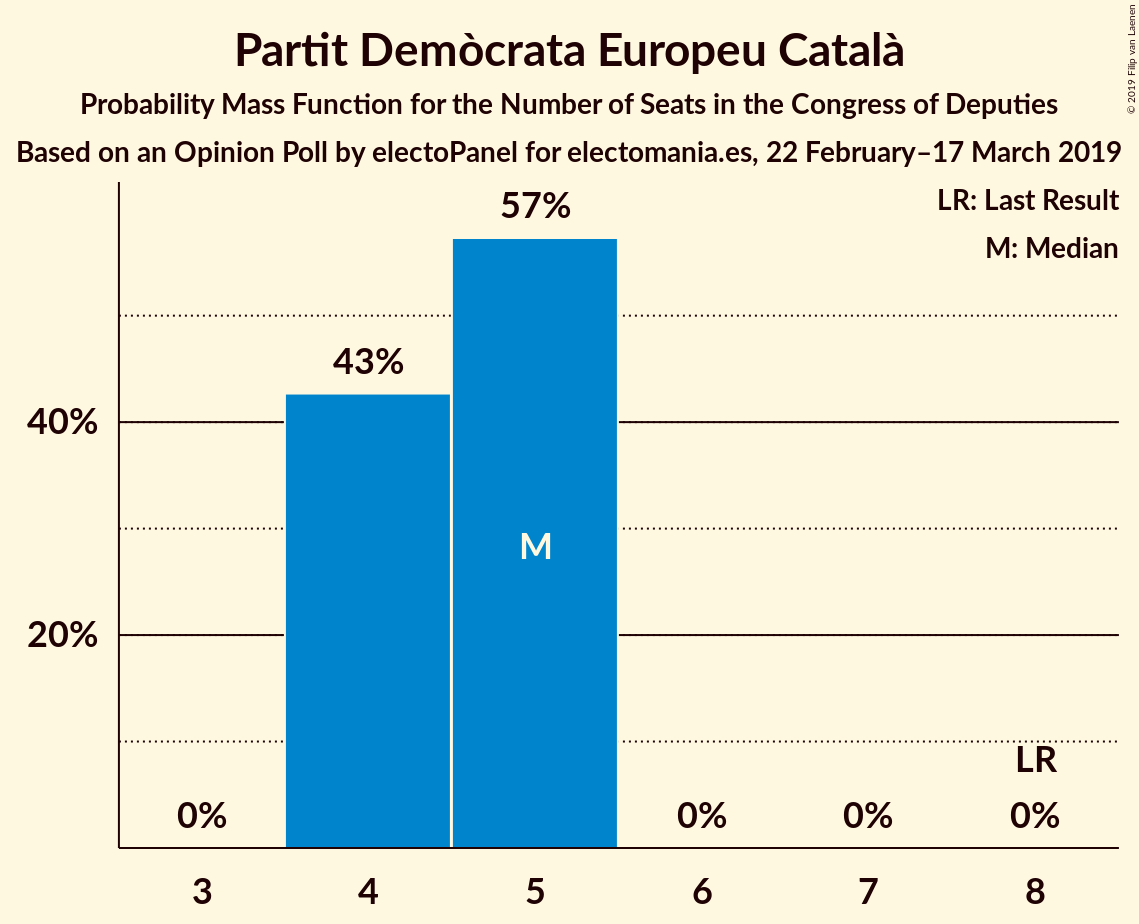 Partit Demòcrata Europeu Català
Probability Mass Function for the Number of Seats in the Congress of Deputies
Based on an Opinion Poll by electoPanel for electomania.es, 22 February–17 March 2019
© 2019 Filip van Laenen
LR: Last Result
M: Median
57%
43%
40%
M
20%
LR
0%
0%
0%
0%
3
4
5
6
7
8